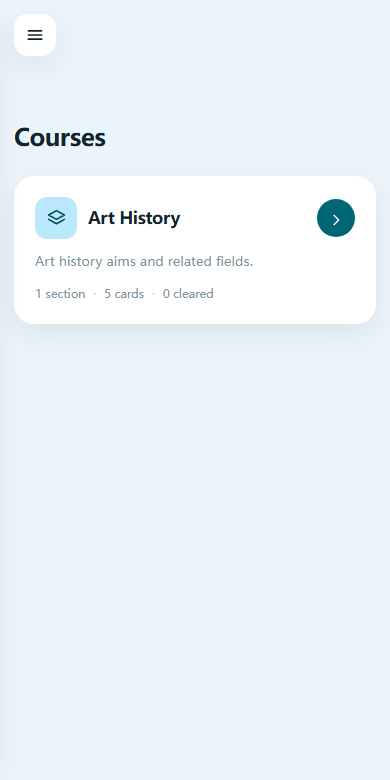 Courses
Art History
Art history aims and related fields.
1 section · 5 cards · 0 cleared